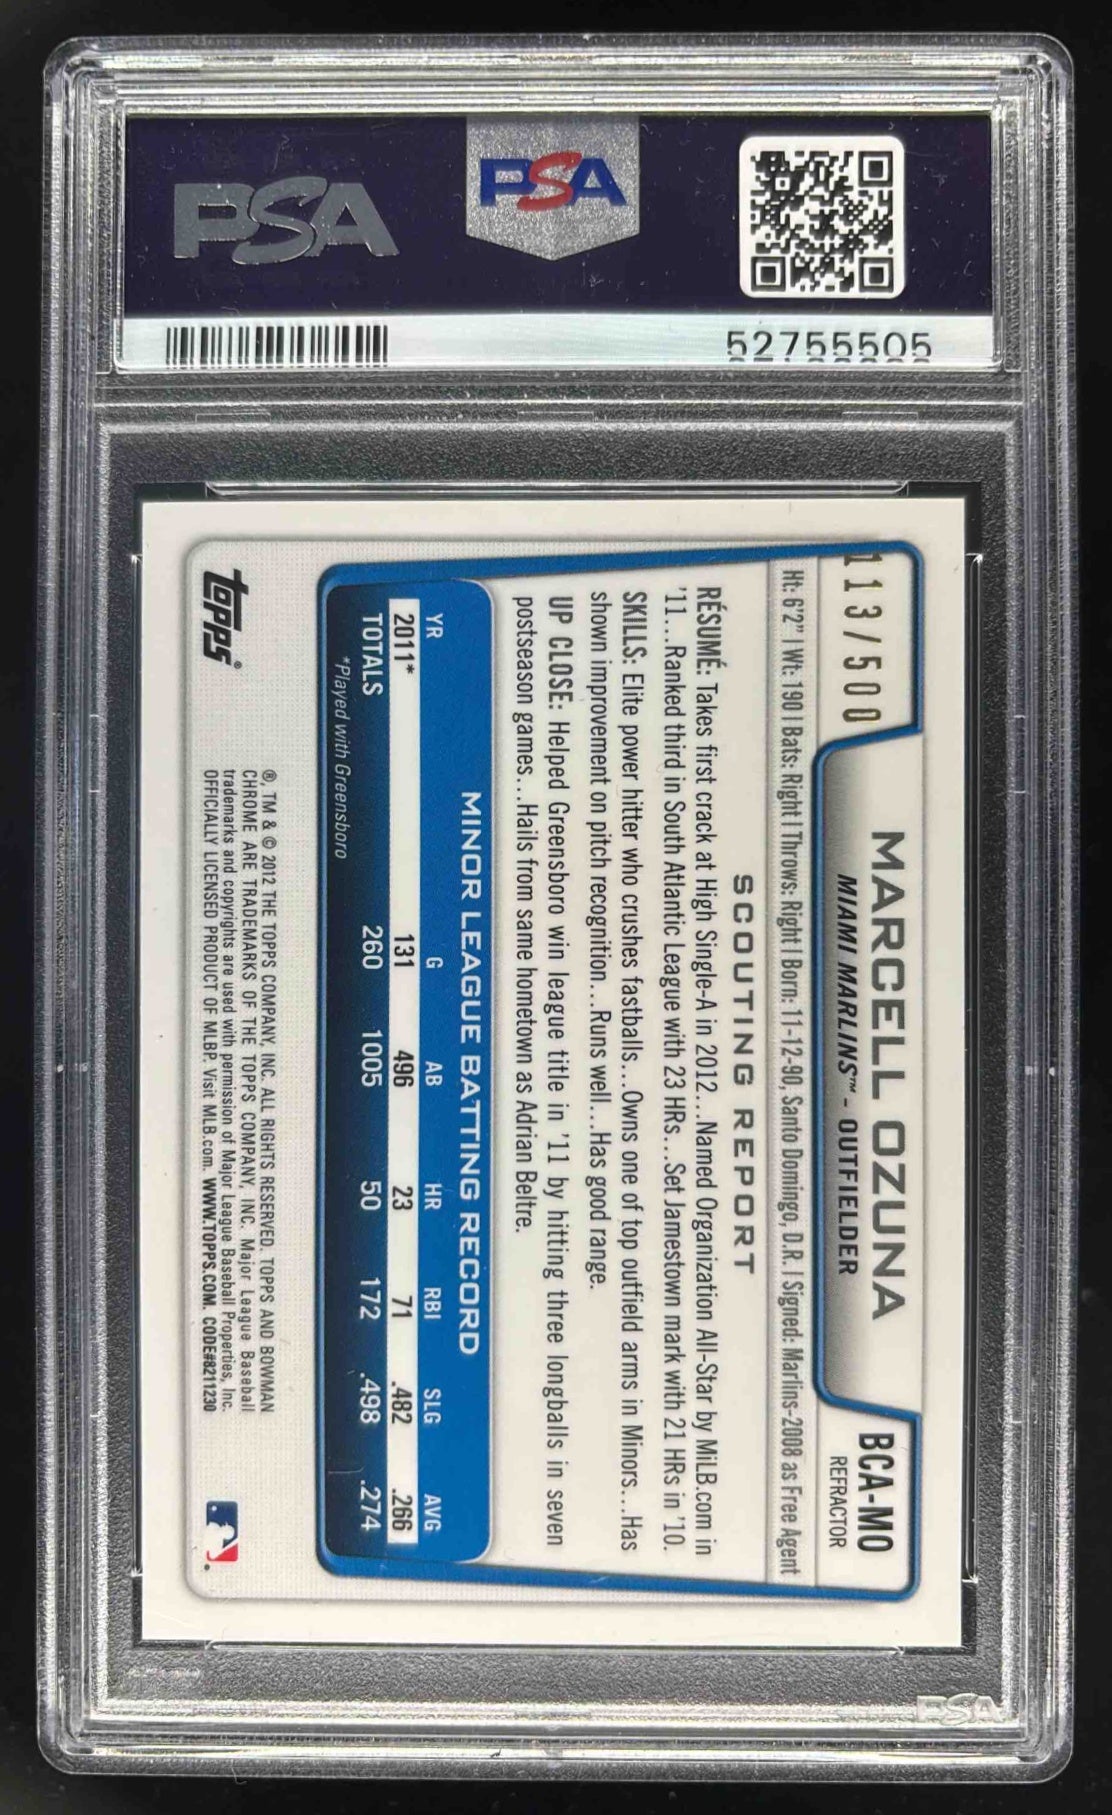 PSA
PSA
52755505
113/500
MARCELL OZUNA
MIAMI MARLINS™ - OUTFIELDER
BCA-MO
REFRACTOR
Ht: 6'2" | Wt: 190 | Bats: Right | Throws: Right | Born: 11-12-90, Santo Domingo, D.R. | Signed: Marlins-2008 as Free Agent
SCOUTING REPORT
RÉSUMÉ: Takes first crack at High Single-A in 2012...Named Organization All-Star by MiLB.com in
'11...Ranked third in South Atlantic League with 23 HRs...Set Jamestown mark with 21 HRs in '10.
SKILLS: Elite power hitter who crushes fastballs...Owns one of top outfield arms in Minors...Has
shown improvement on pitch recognition...Runs well...Has good range.
UP CLOSE: Helped Greensboro win league title in '11 by hitting three longballs in seven
postseason games...Hails from same hometown as Adrian Beltre.
MINOR LEAGUE BATTING RECORD
YR G AB HR RBI SLG AVG
2011* 131 496 23 71 .482 .266
TOTALS 260 1005 50 172 .498 .274
*Played with Greensboro
topps®
®, TM & © 2012 THE TOPPS COMPANY, INC. ALL RIGHTS RESERVED. TOPPS AND BOWMAN
CHROME ARE TRADEMARKS OF THE TOPPS COMPANY, INC. Major League Baseball
trademarks and copyrights are used with permission of Major League Baseball Properties, Inc.
OFFICIALLY LICENSED PRODUCT OF MLBP. Visit MLB.com. WWW.TOPPS.COM. CODE#8211230
PSA